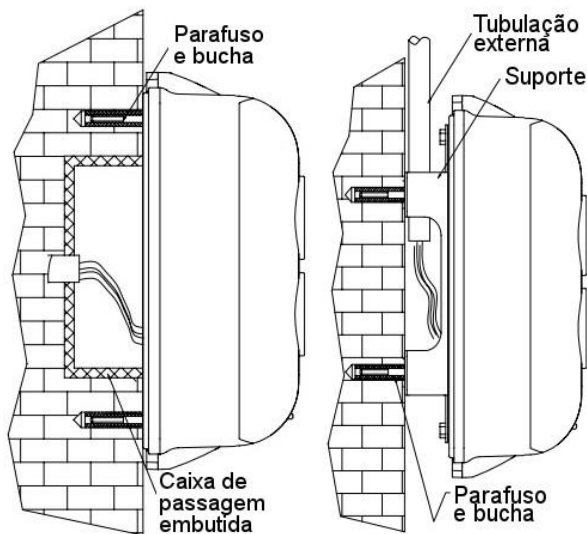 Parafuso
e bucha
Caixa de
passagem
embutida
Tubulação
externa
Suporte
Parafuso
e bucha